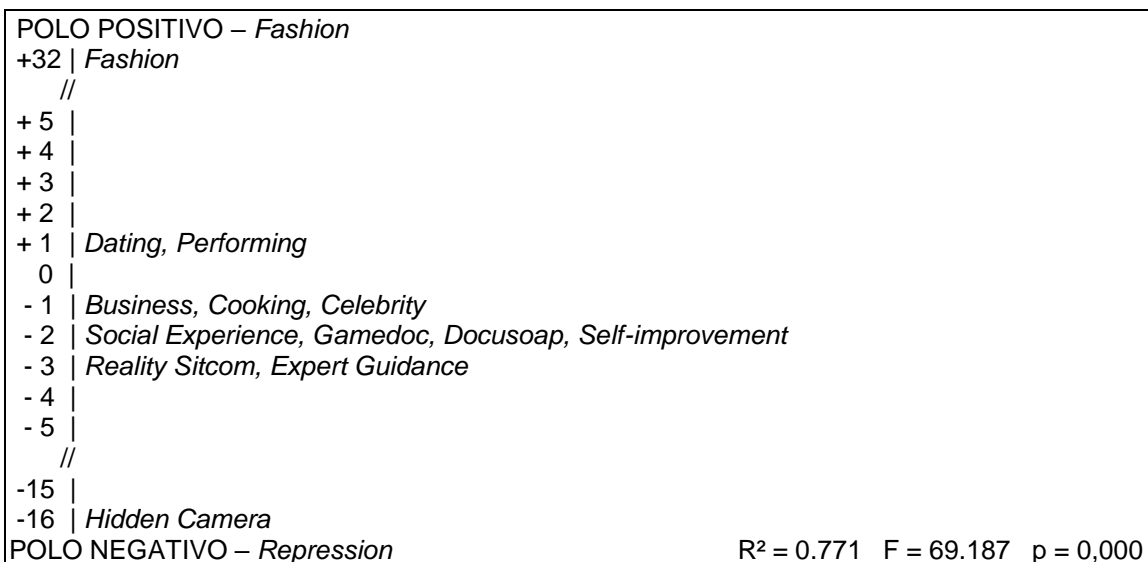 POLO POSITIVO – Fashion
+32 | Fashion
//
+ 5 |
+ 4 |
+ 3 |
+ 2 |
+ 1 | Dating, Performing
0 |
- 1 | Business, Cooking, Celebrity
- 2 | Social Experience, Gamedoc, Docusoap, Self-improvement
- 3 | Reality Sitcom, Expert Guidance
- 4 |
- 5 |
//
-15 |
-16 | Hidden Camera
POLO NEGATIVO – Repression R² = 0.771 F = 69.187 p = 0,000